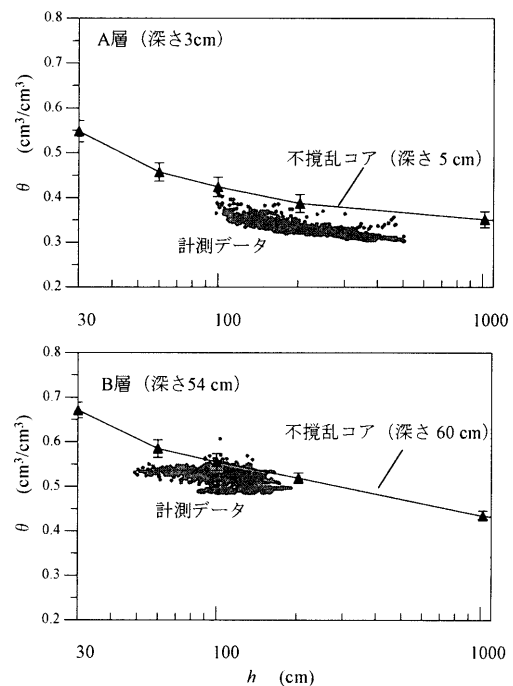 A層（深さ3cm）
0.8
0.7
0.6
0.5
0.4
0.3
0.2
θ (cm³/cm³)
不撹乱コア（深さ 5 cm）
計測データ
30 100 1000
B層（深さ54 cm）
0.8
0.7
0.6
0.5
0.4
0.3
0.2
θ (cm³/cm³)
不撹乱コア（深さ 60 cm）
計測データ
30 100 1000
h (cm)